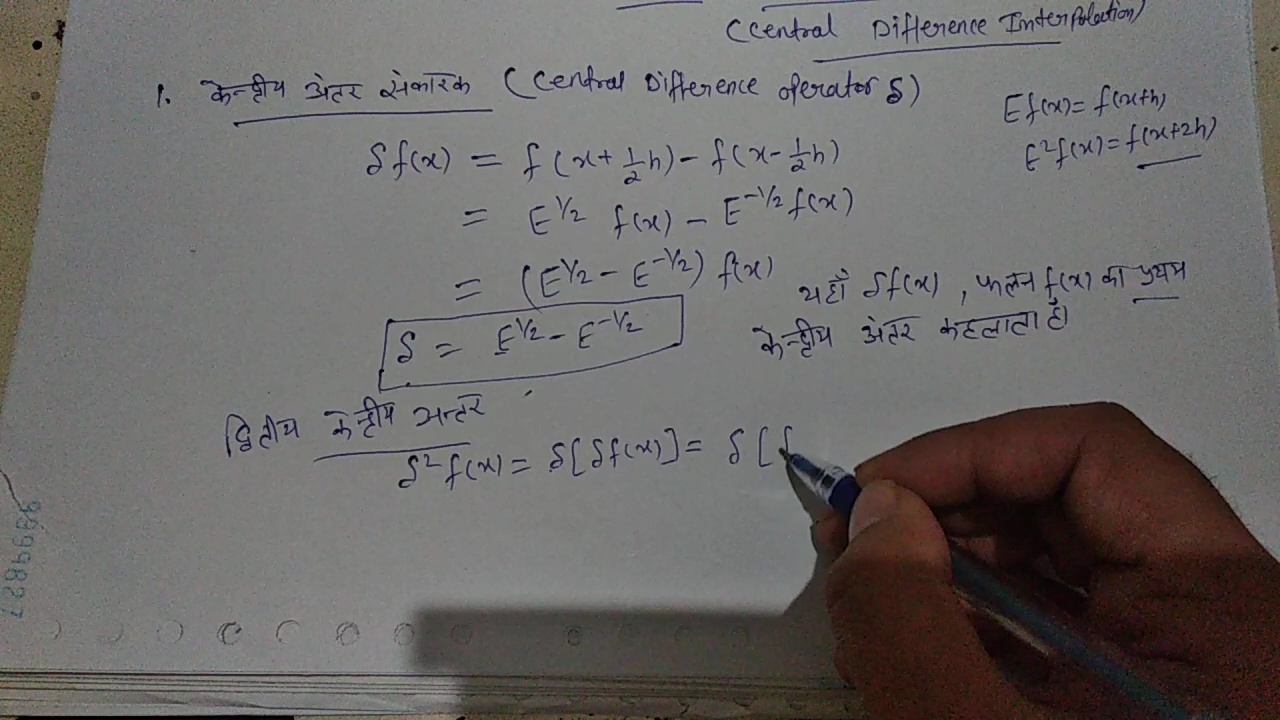 (Central Difference Interpolation)
1. केन्द्रीय अंतर संकारक (Central Difference operator δ)
Ef(x) = f(x+h)
E²f(x) = f(x+2h)
δf(x) = f(x+½h) - f(x-½h)
= E^½ f(x) - E^-½ f(x)
= (E^½ - E^-½) f(x)
δ = E^½ - E^-½
यहाँ δf(x), फलन f(x) का प्रथम
केन्द्रीय अंतर कहलाता है।
द्वितीय केन्द्रीय अन्तर
δ²f(x) = δ[δf(x)] = δ[
9999827